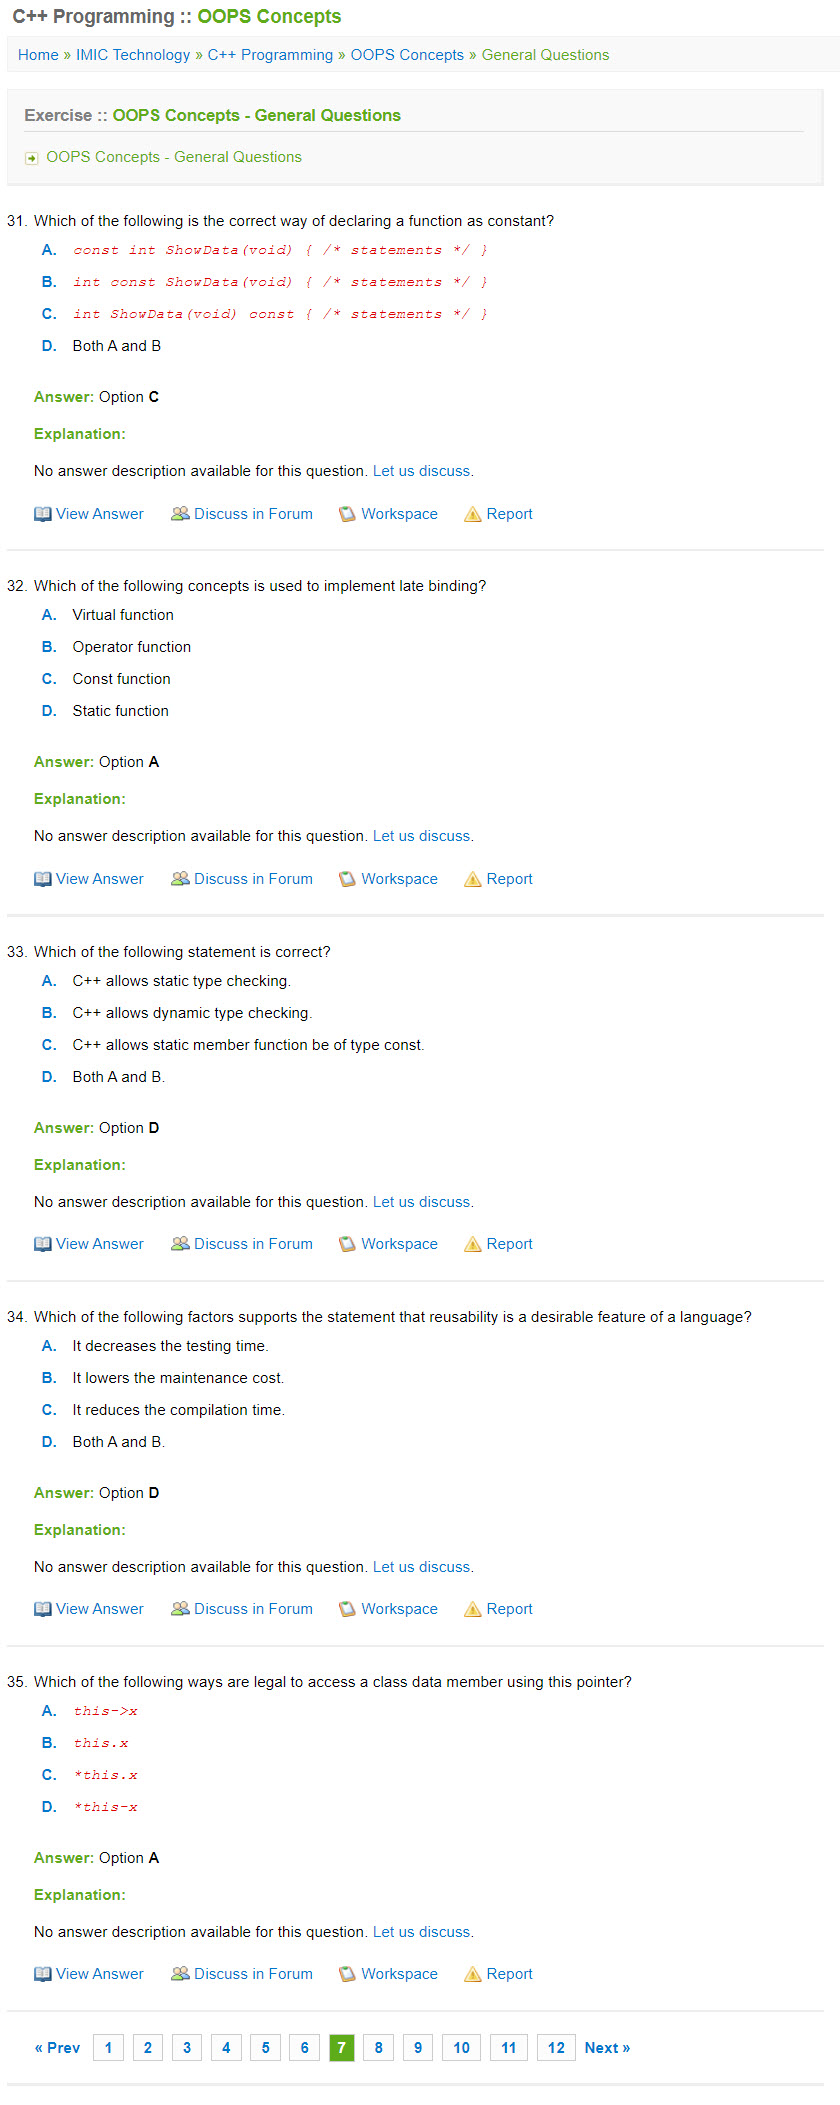 C++ Programming :: OOPS Concepts
Home » IMIC Technology » C++ Programming » OOPS Concepts » General Questions
Exercise :: OOPS Concepts - General Questions
OOPS Concepts - General Questions
31. Which of the following is the correct way of declaring a function as constant?
A. const int ShowData(void) { /* statements */ }
B. int const ShowData(void) { /* statements */ }
C. int ShowData(void) const { /* statements */ }
D. Both A and B
Answer: Option C
Explanation:
No answer description available for this question. Let us discuss.
View Answer Discuss in Forum Workspace Report
32. Which of the following concepts is used to implement late binding?
A. Virtual function
B. Operator function
C. Const function
D. Static function
Answer: Option A
Explanation:
No answer description available for this question. Let us discuss.
View Answer Discuss in Forum Workspace Report
33. Which of the following statement is correct?
A. C++ allows static type checking.
B. C++ allows dynamic type checking.
C. C++ allows static member function be of type const.
D. Both A and B.
Answer: Option D
Explanation:
No answer description available for this question. Let us discuss.
View Answer Discuss in Forum Workspace Report
34. Which of the following factors supports the statement that reusability is a desirable feature of a language?
A. It decreases the testing time.
B. It lowers the maintenance cost.
C. It reduces the compilation time.
D. Both A and B.
Answer: Option D
Explanation:
No answer description available for this question. Let us discuss.
View Answer Discuss in Forum Workspace Report
35. Which of the following ways are legal to access a class data member using this pointer?
A. this->x
B. this.x
C. *this.x
D. *this-x
Answer: Option A
Explanation:
No answer description available for this question. Let us discuss.
View Answer Discuss in Forum Workspace Report
« Prev 1 2 3 4 5 6 7 8 9 10 11 12 Next »